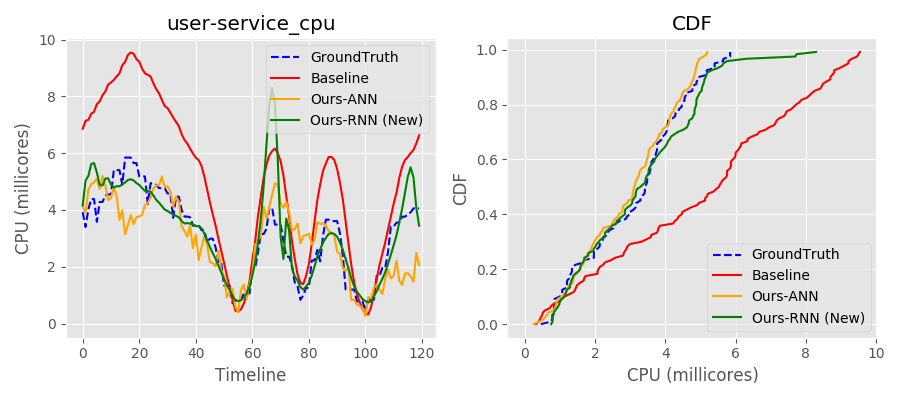 user-service_cpu
CPU (millicores)
10
8
6
4
2
0
GroundTruth
Baseline
Ours-ANN
Ours-RNN (New)
0 20 40 60 80 100 120
Timeline
CDF
CDF
1.0
0.8
0.6
0.4
0.2
0.0
GroundTruth
Baseline
Ours-ANN
Ours-RNN (New)
0 2 4 6 8 10
CPU (millicores)